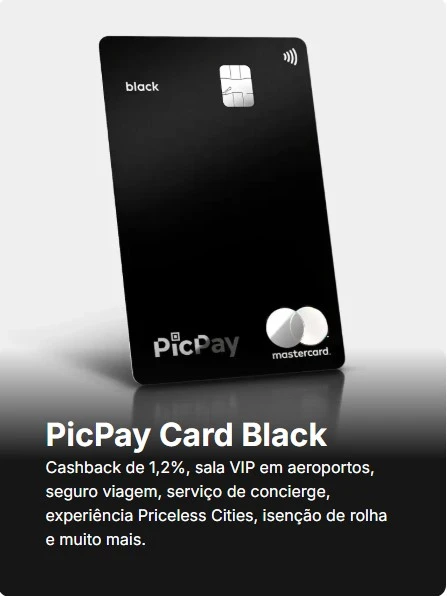 black
PicPay
mastercard.
PicPay Card Black
Cashback de 1,2%, sala VIP em aeroportos,
seguro viagem, serviço de concierge,
experiência Priceless Cities, isenção de rolha
e muito mais.